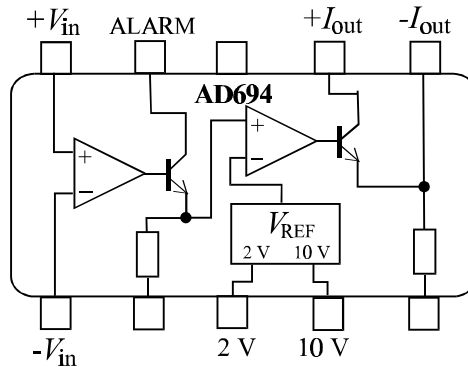 +Vin ALARM +Iout -Iout
AD694
+ +
− −
VREF
2 V 10 V
-Vin 2 V 10 V